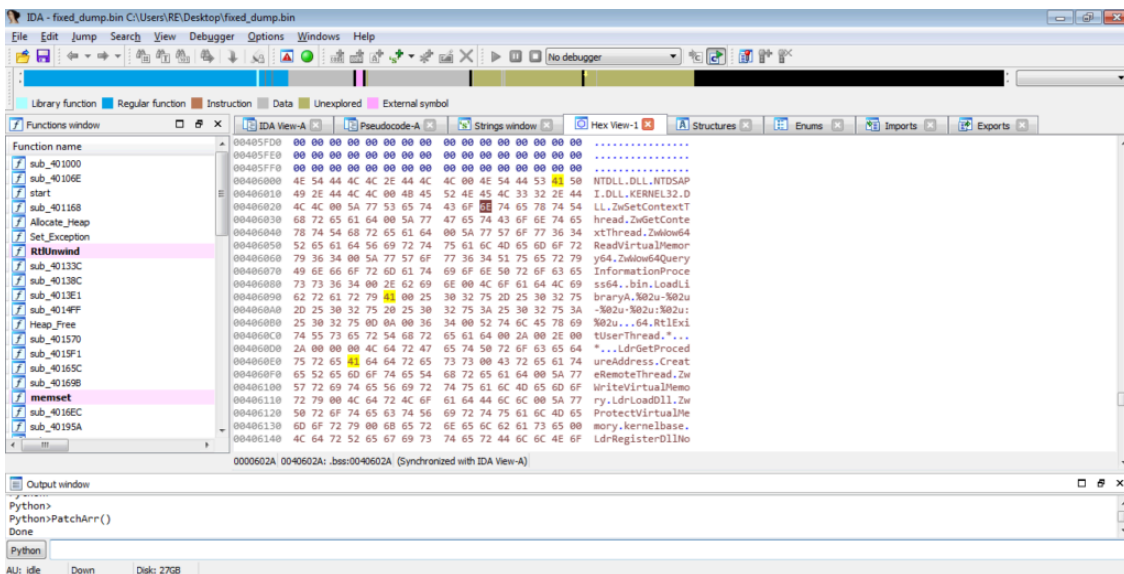 IDA - fixed_dump.bin C:\Users\RE\Desktop\fixed_dump.bin
File Edit Jump Search View Debugger Options Windows Help
No debugger
Library function Regular function Instruction Data Unexplored External symbol
Functions window
IDA View-A Pseudocode-A Strings window Hex View-1 Structures Enums Imports Exports
Function name
sub_401000
sub_40106E
start
sub_401168
Allocate_Heap
Set_Exception
RtlUnwind
sub_40133C
sub_40138C
sub_4013E1
sub_4014FF
Heap_Free
sub_401570
sub_4015F1
sub_40165C
sub_40169B
memset
sub_4016EC
sub_40195A
00405FD0 00 00 00 00 00 00 00 00 00 00 00 00 00 00 00 00 ................
00405FE0 00 00 00 00 00 00 00 00 00 00 00 00 00 00 00 00 ................
00405FF0 00 00 00 00 00 00 00 00 00 00 00 00 00 00 00 00 ................
00406000 4E 54 44 4C 4C 2E 44 4C 4C 00 4E 54 44 53 41 50 NTDLL.DLL.NTDSAP
00406010 49 2E 44 4C 4C 00 4B 45 52 4E 45 4C 33 32 2E 44 I.DLL.KERNEL32.D
00406020 4C 4C 00 5A 77 53 65 74 43 6F 6E 74 65 78 74 54 LL.ZwSetContextT
00406030 68 72 65 61 64 00 5A 77 47 65 74 43 6F 6E 74 65 hread.ZwGetConte
00406040 78 74 54 68 72 65 61 64 00 5A 77 57 6F 77 36 34 xtThread.ZwWow64
00406050 52 65 61 64 56 69 72 74 75 61 6C 4D 65 6D 6F 72 ReadVirtualMemor
00406060 79 36 34 00 5A 77 57 6F 77 36 34 51 75 65 72 79 y64.ZwWow64Query
00406070 49 6E 66 6F 72 6D 61 74 69 6F 6E 50 72 6F 63 65 InformationProce
00406080 73 73 36 34 00 2E 62 69 6E 00 4C 6F 61 64 4C 69 ss64..bin.LoadLi
00406090 62 72 61 72 79 41 00 25 30 32 75 2D 25 30 32 75 braryA.%02u-%02u
004060A0 2D 25 30 32 75 20 25 30 32 75 3A 25 30 32 75 3A -%02u-%02u:%02u:
004060B0 25 30 32 75 0D 0A 00 36 34 00 52 74 6C 45 78 69 %02u...64.RtlExi
004060C0 74 55 73 65 72 54 68 72 65 61 64 00 2A 00 2E 00 tUserThread.*...
004060D0 2A 00 00 00 4C 64 72 47 65 74 50 72 6F 63 65 64 *...LdrGetProced
004060E0 75 72 65 41 64 64 72 65 73 73 00 43 72 65 61 74 ureAddress.Creat
004060F0 65 52 65 6D 6F 74 65 54 68 72 65 61 64 00 5A 77 eRemoteThread.Zw
00406100 57 72 69 74 65 56 69 72 74 75 61 6C 4D 65 6D 6F WriteVirtualMemo
00406110 72 79 00 4C 64 72 4C 6F 61 64 44 6C 6C 00 5A 77 ry.LdrLoadDll.Zw
00406120 50 72 6F 74 65 63 74 56 69 72 74 75 61 6C 4D 65 ProtectVirtualMe
00406130 6D 6F 72 79 00 6B 65 72 6E 65 6C 62 61 73 65 00 mory.kernelbase.
00406140 4C 64 72 52 65 67 69 73 74 65 72 44 6C 6C 4E 6F LdrRegisterDllNo
0000602A 0040602A: .bss:0040602A (Synchronized with IDA View-A)
Output window
Python>
Python>PatchArr()
Done
Python
AU: idle Down Disk: 27GB